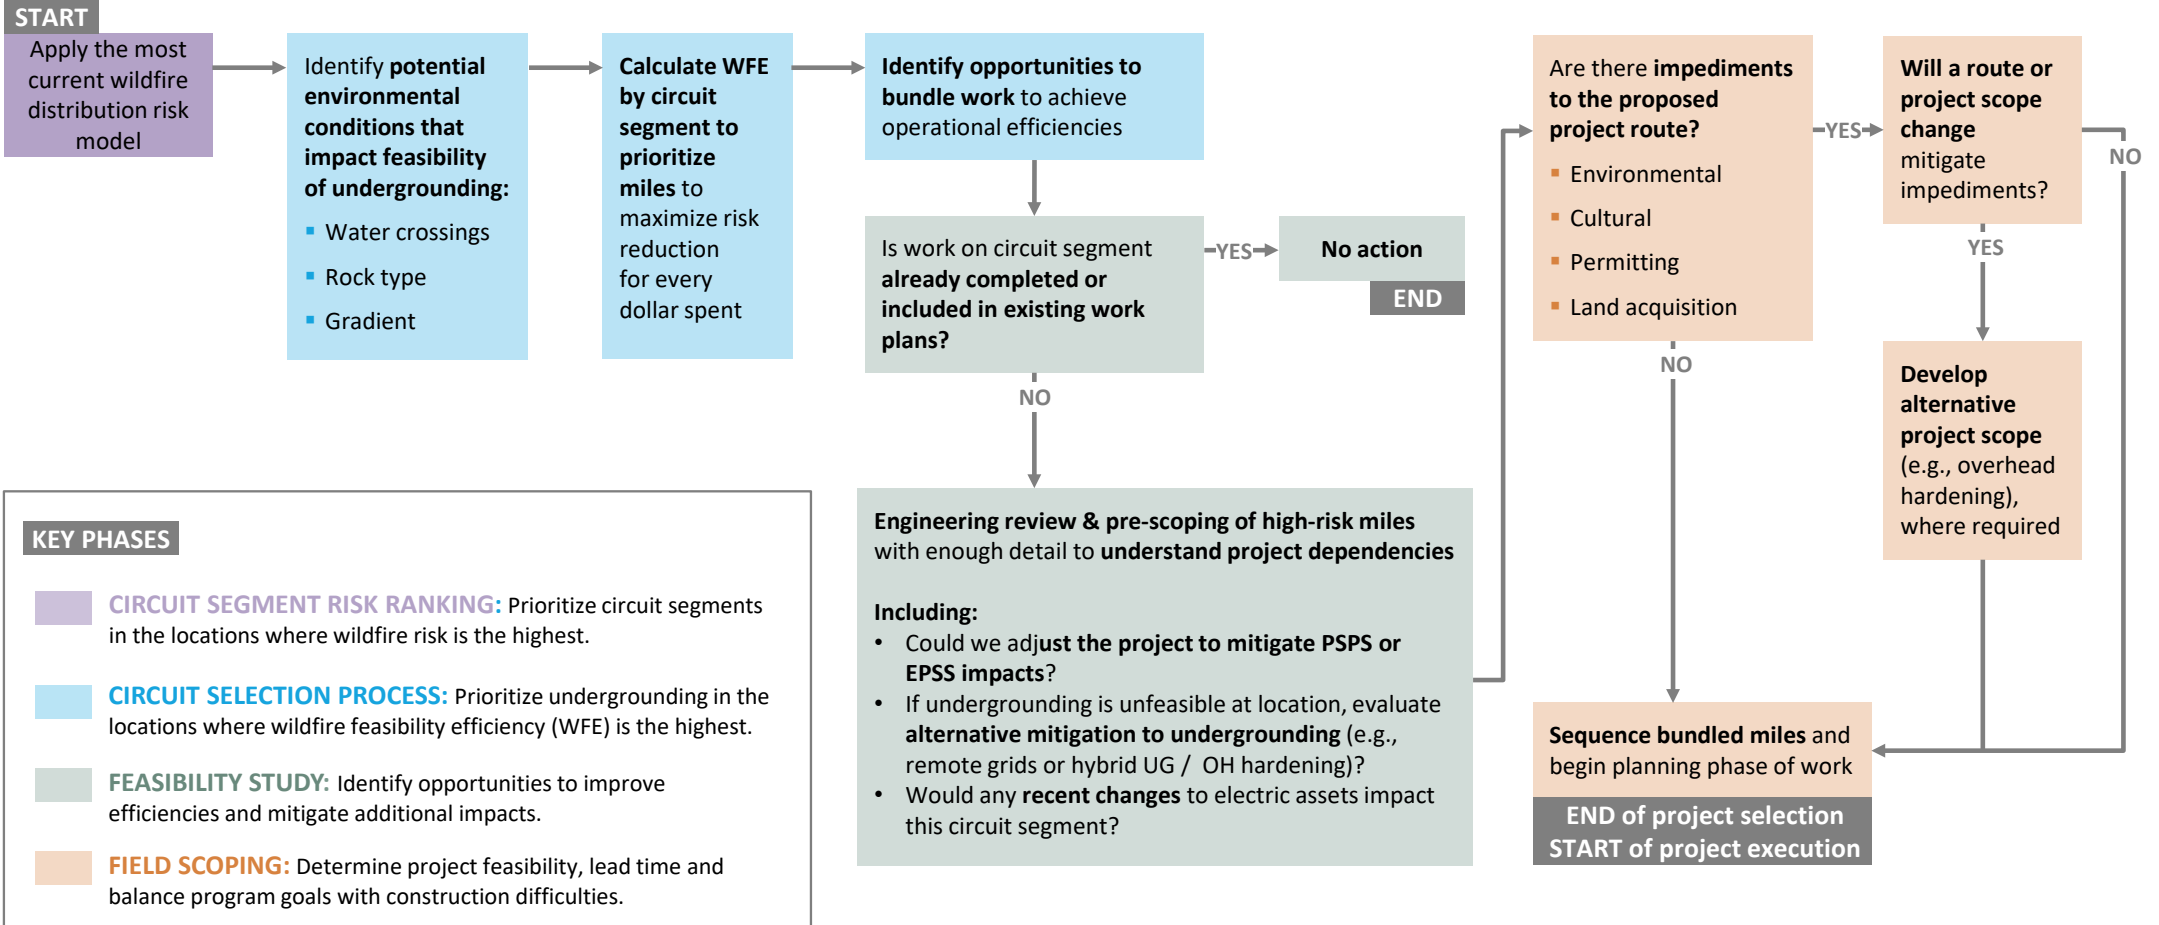 START
Apply the most
current wildfire
distribution risk
model
Identify potential
environmental
conditions that
impact feasibility
of undergrounding:
▪ Water crossings
▪ Rock type
▪ Gradient
Calculate WFE
by circuit
segment to
prioritize
miles to
maximize risk
reduction
for every
dollar spent
Identify opportunities to
bundle work to achieve
operational efficiencies
Is work on circuit segment
already completed or
included in existing work
plans?
YES
No action
END
NO
Engineering review & pre-scoping of high-risk miles
with enough detail to understand project dependencies
Including:
• Could we adjust the project to mitigate PSPS or
EPSS impacts?
• If undergrounding is unfeasible at location, evaluate
alternative mitigation to undergrounding (e.g.,
remote grids or hybrid UG / OH hardening)?
• Would any recent changes to electric assets impact
this circuit segment?
Are there impediments
to the proposed
project route?
▪ Environmental
▪ Cultural
▪ Permitting
▪ Land acquisition
YES
NO
Will a route or
project scope
change
mitigate
impediments?
NO
YES
Develop
alternative
project scope
(e.g., overhead
hardening),
where required
Sequence bundled miles and
begin planning phase of work
END of project selection
START of project execution
KEY PHASES
CIRCUIT SEGMENT RISK RANKING: Prioritize circuit segments
in the locations where wildfire risk is the highest.
CIRCUIT SELECTION PROCESS: Prioritize undergrounding in the
locations where wildfire feasibility efficiency (WFE) is the highest.
FEASIBILITY STUDY: Identify opportunities to improve
efficiencies and mitigate additional impacts.
FIELD SCOPING: Determine project feasibility, lead time and
balance program goals with construction difficulties.